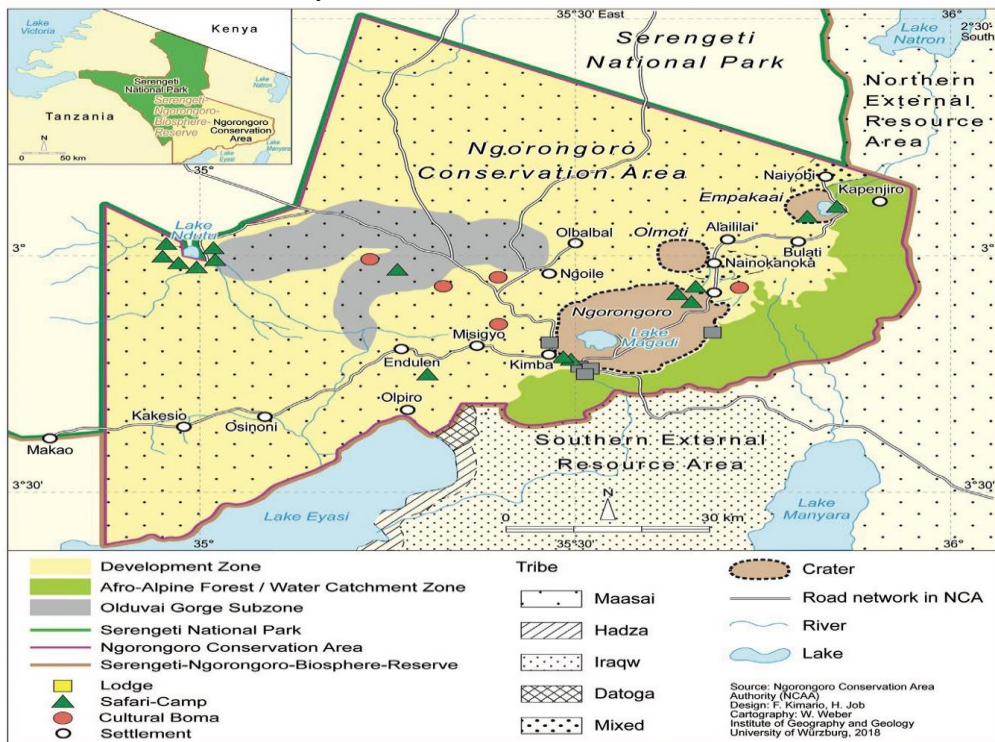 Lake
Victoria
Kenya
Serengeti
National Park
Serengeti-
Ngorongoro-
Biosphere-
Reserve
Lake
Natron
Tanzania
Ngorongoro
Conservation
Area
N
0 50 km
Lake
Eyasi
Lake
Manyara
35°30' East
36°
2°30'
South
Serengeti
National Park
Lake
Natron
Northern
External
Resource
Area
35°
Ngorongoro
Conservation Area
Naiyobi
Kapenjiro
Empakaai
Lake
Ndutu
3°
Olbalbal
Olmoti
Alaililai
Bulati
3°
Ngoile
Nainokanoka
Ngorongoro
Lake
Magadi
Misigyo
Endulen
Kimba
Olpiro
Kakesio
Osinoni
Makao
Southern External
Resource Area
3°30'
N
0 30 km
3°30'
Lake Eyasi
Lake
Manyara
35°
35°30'
36°
Development Zone
Afro-Alpine Forest / Water Catchment Zone
Olduvai Gorge Subzone
Serengeti National Park
Ngorongoro Conservation Area
Serengeti-Ngorongoro-Biosphere-Reserve
Lodge
Safari-Camp
Cultural Boma
Settlement
Tribe
Maasai
Hadza
Iraqw
Datoga
Mixed
Crater
Road network in NCA
River
Lake
Source: Ngorongoro Conservation Area
Authority (NCAA)
Design: F. Kimario, H. Job
Cartography: W. Weber
Institute of Geography and Geology
University of Würzburg, 2018